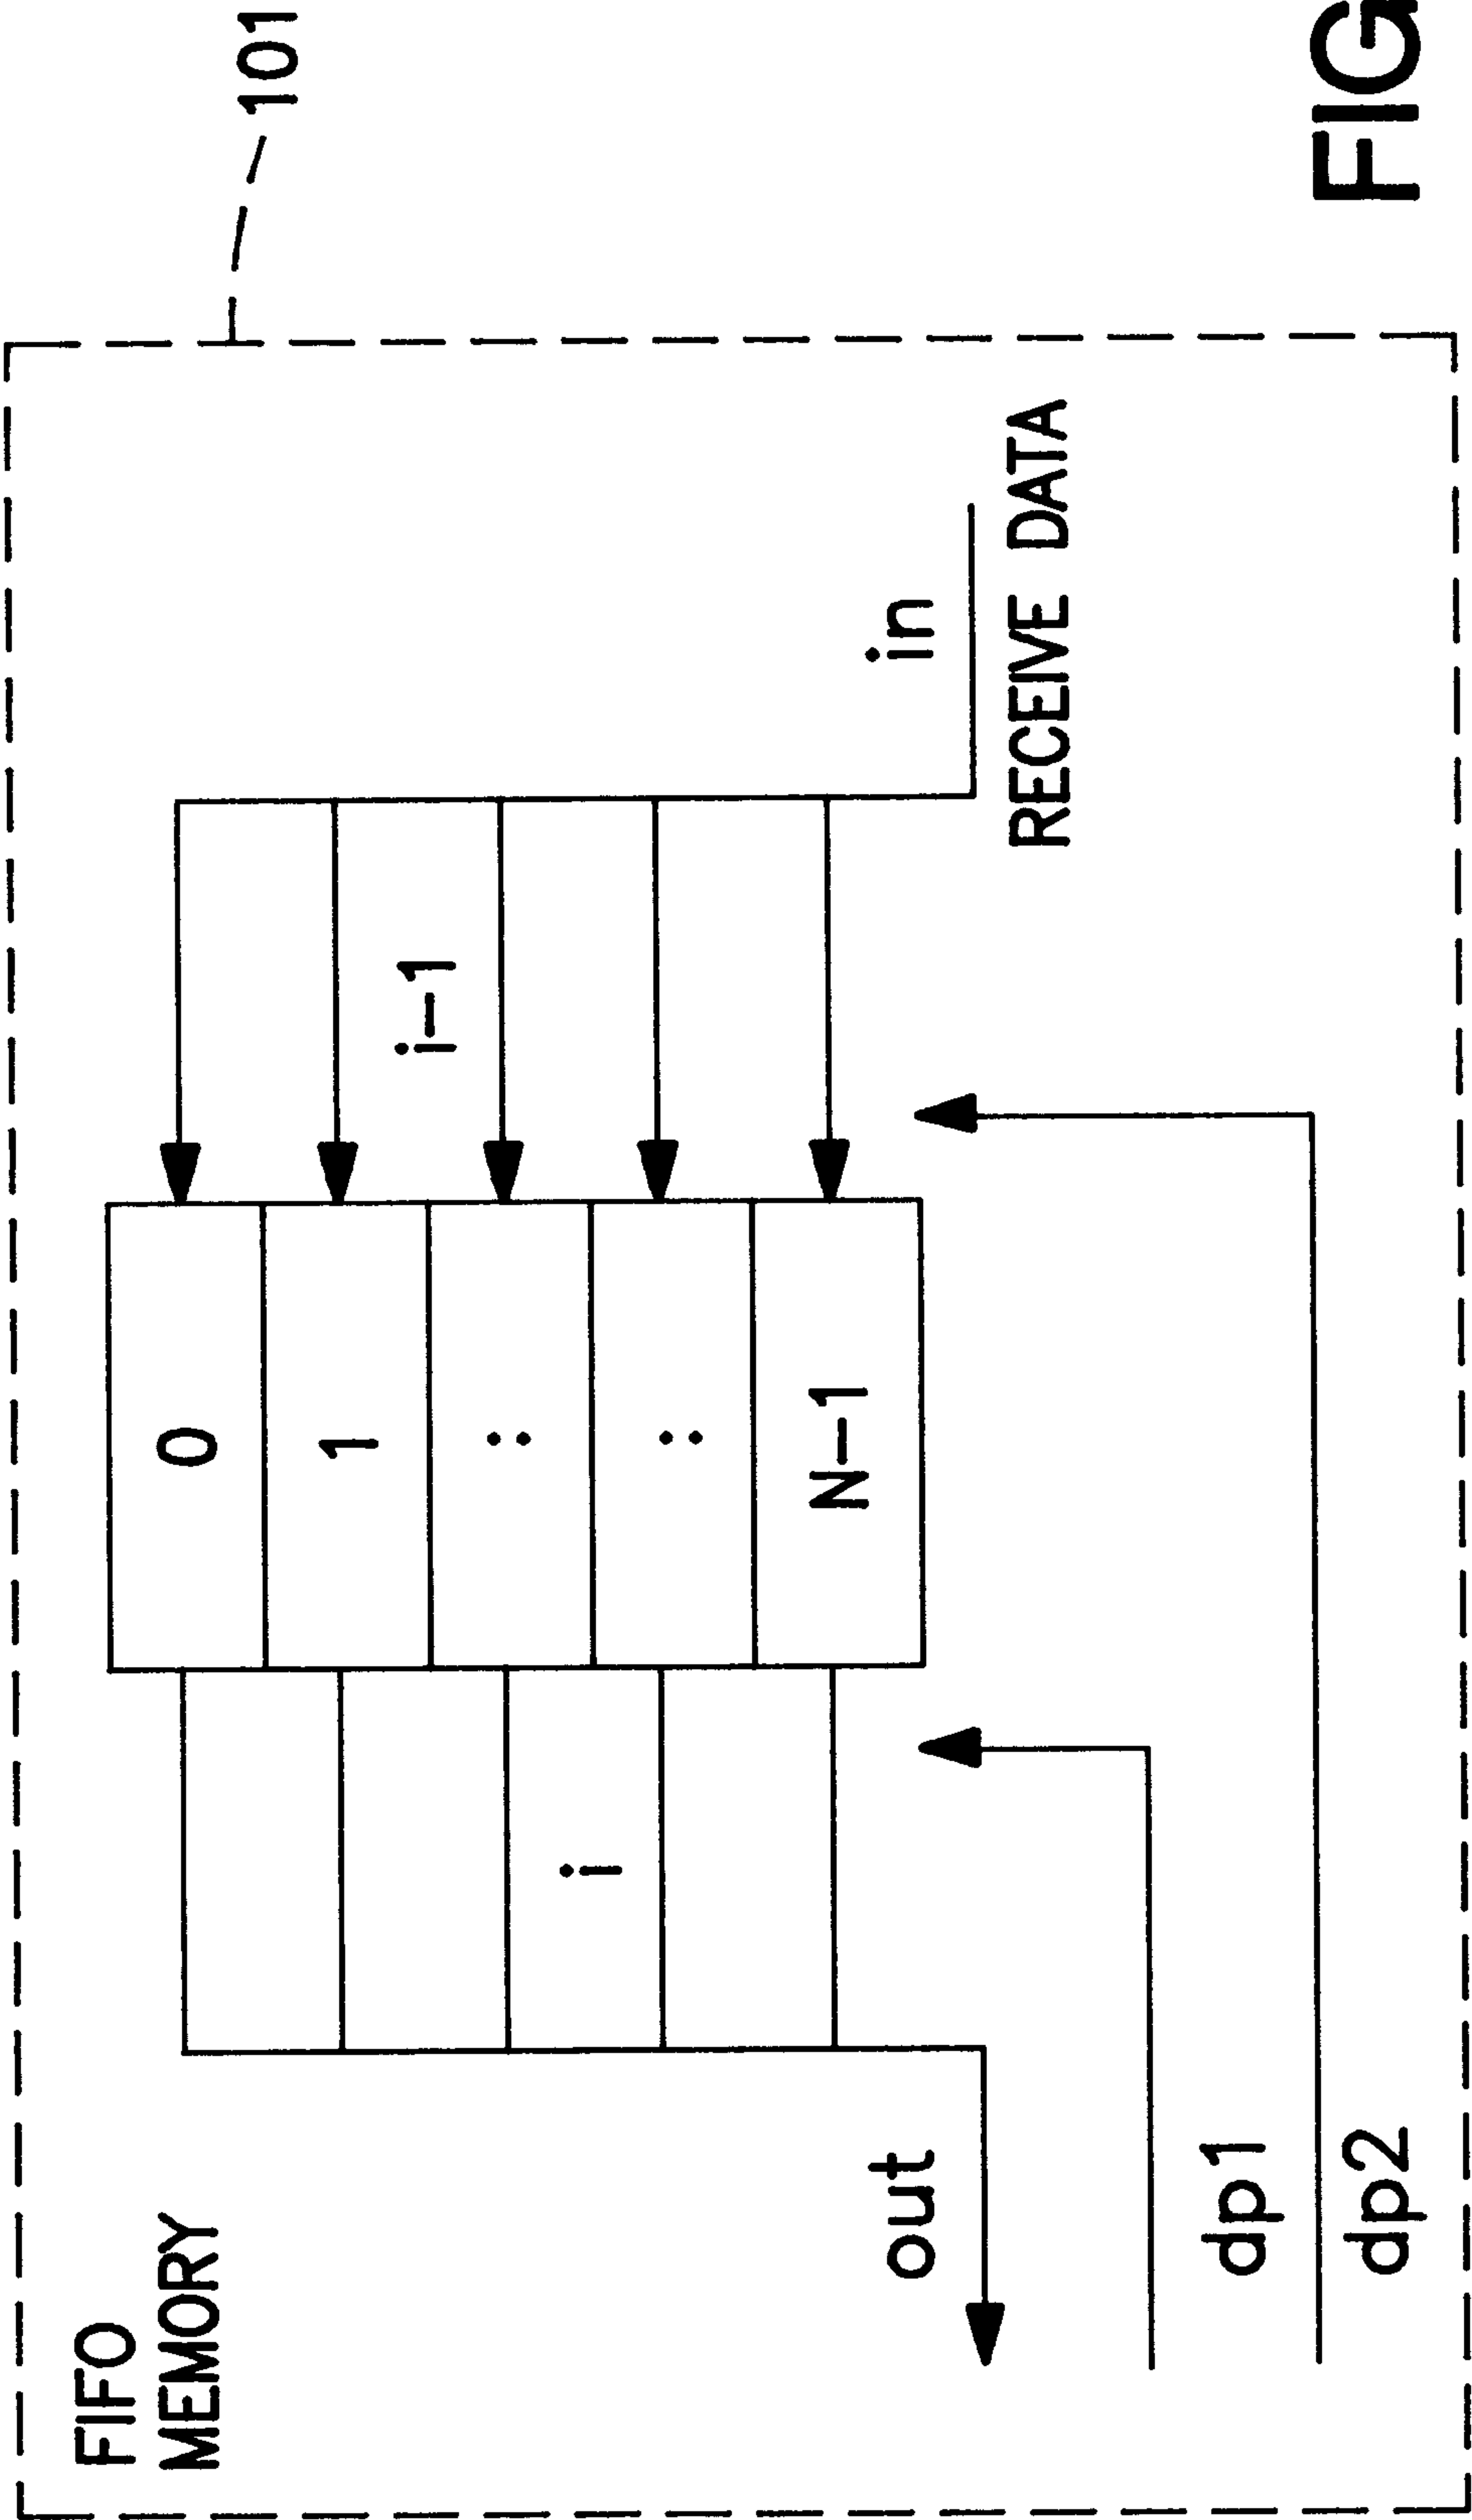 FIFO
MEMORY
101
0
1
:
:
N-1
i-1
i
in
RECEIVE DATA
out
dp1
dp2
FIG